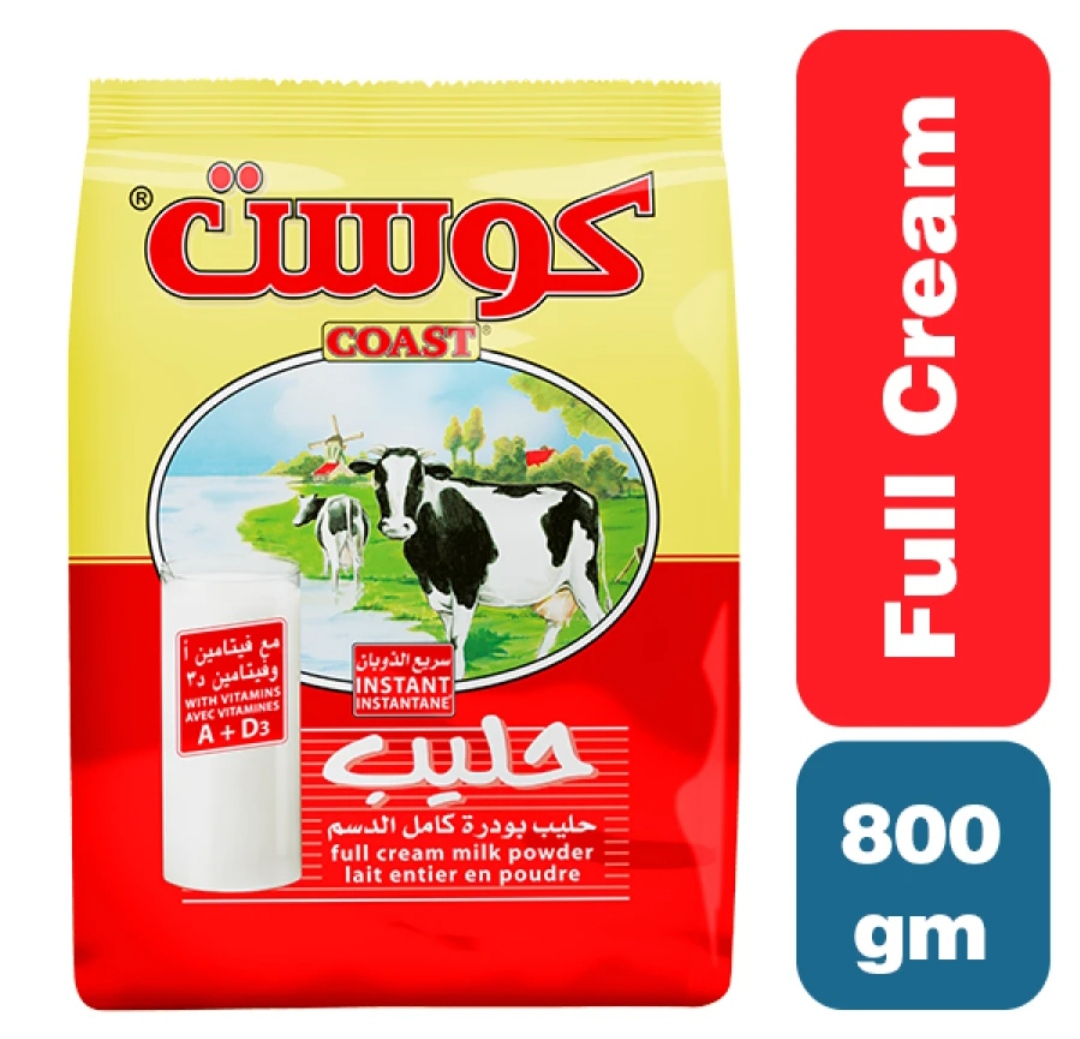 كوست
®
COAST®
مع فيتامين أ
وفيتامين د٣
WITH VITAMINS
AVEC VITAMINES
A + D3
سريع الذوبان
INSTANT
INSTANTANE
حليب
حليب بودرة كامل الدسم
full cream milk powder
lait entier en poudre
Full Cream
800
gm